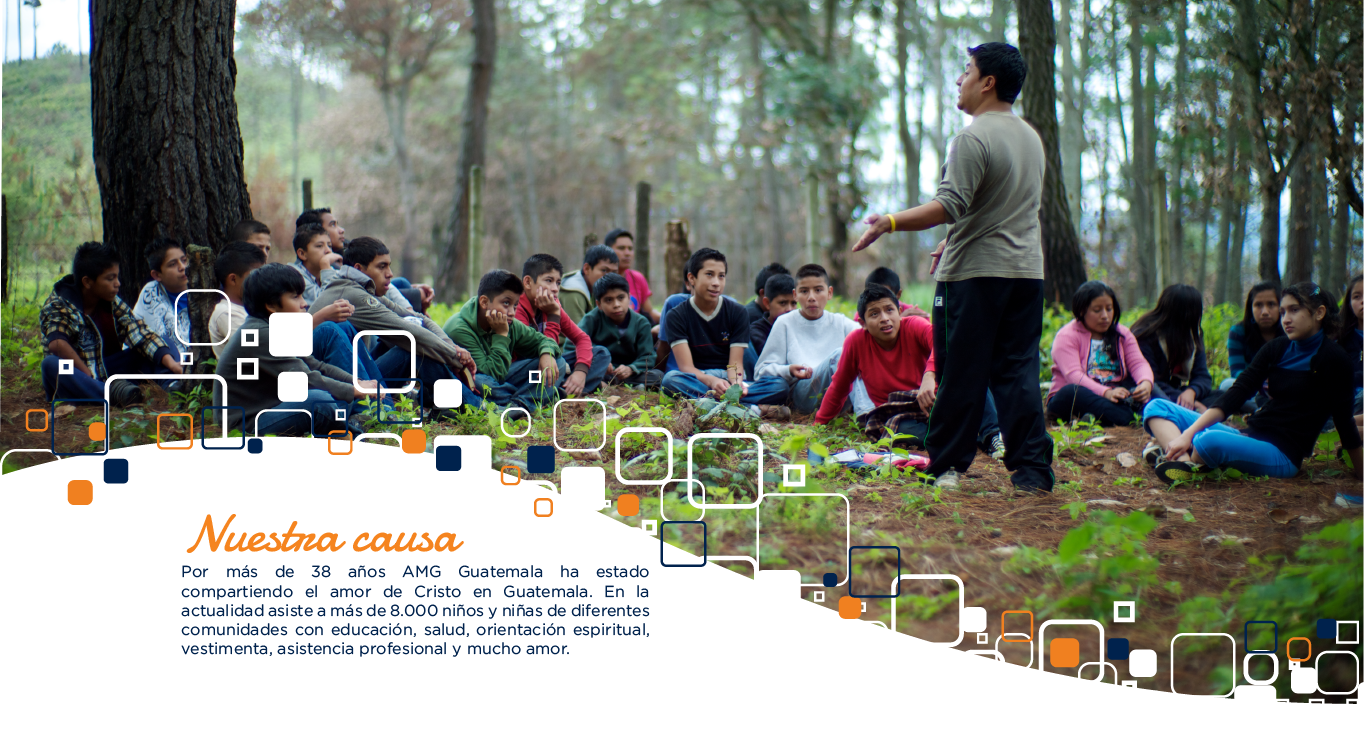 Nuestra causa
Por más de 38 años AMG Guatemala ha estado
compartiendo el amor de Cristo en Guatemala. En la
actualidad asiste a más de 8.000 niños y niñas de diferentes
comunidades con educación, salud, orientación espiritual,
vestimenta, asistencia profesional y mucho amor.